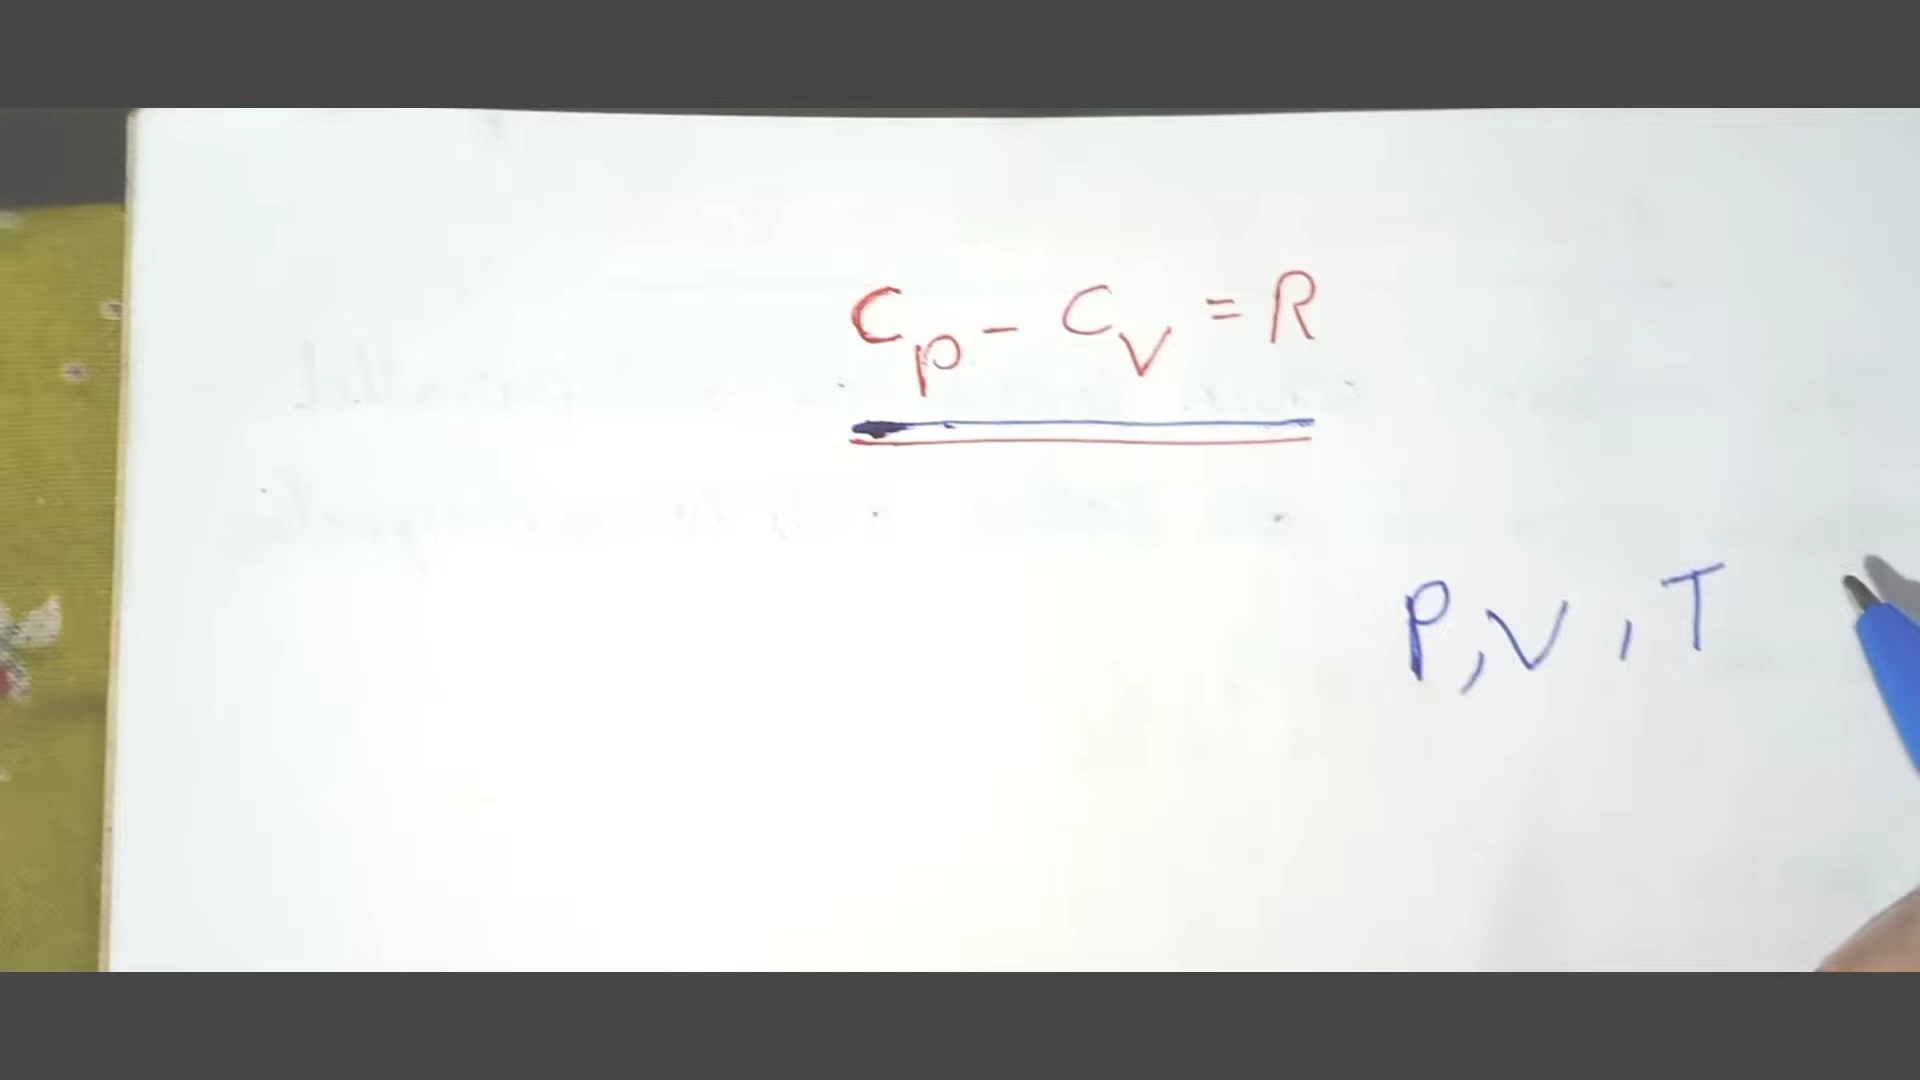 Cp - Cv = R
P, V, T